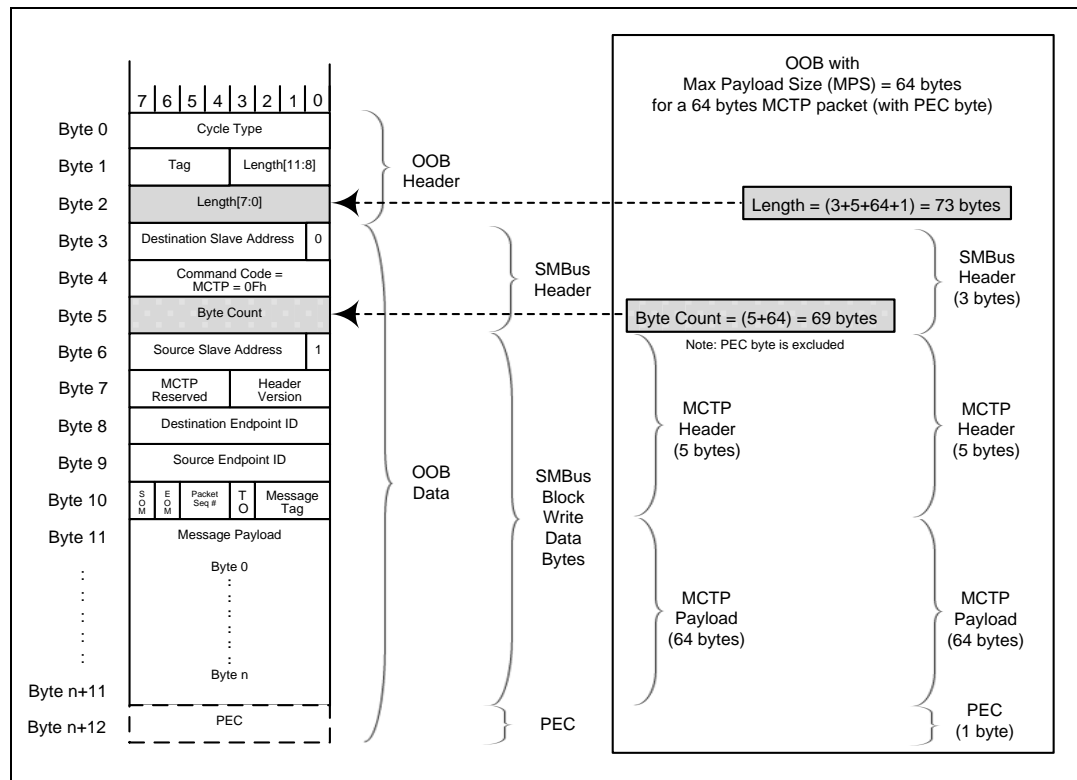 OOB with
Max Payload Size (MPS) = 64 bytes
for a 64 bytes MCTP packet (with PEC byte)
7 6 5 4 3 2 1 0
Byte 0
Cycle Type
Byte 1
Tag
Length[11:8]
OOB
Header
Byte 2
Length[7:0]
Length = (3+5+64+1) = 73 bytes
Byte 3
Destination Slave Address
0
Byte 4
Command Code =
MCTP = 0Fh
SMBus
Header
SMBus
Header
(3 bytes)
Byte 5
Byte Count
Byte Count = (5+64) = 69 bytes
Note: PEC byte is excluded
Byte 6
Source Slave Address
1
Byte 7
MCTP
Reserved
Header
Version
Byte 8
Destination Endpoint ID
MCTP
Header
(5 bytes)
MCTP
Header
(5 bytes)
Byte 9
Source Endpoint ID
OOB
Data
Byte 10
SOM
EOM
Packet
Seq #
TO
Message
Tag
SMBus
Block
Write
Data
Bytes
Byte 11
Message Payload
Byte 0
:
:
:
:
:
:
:
:
:
:
Byte n
MCTP
Payload
(64 bytes)
MCTP
Payload
(64 bytes)
Byte n+11
Byte n+12
PEC
PEC
PEC
(1 byte)